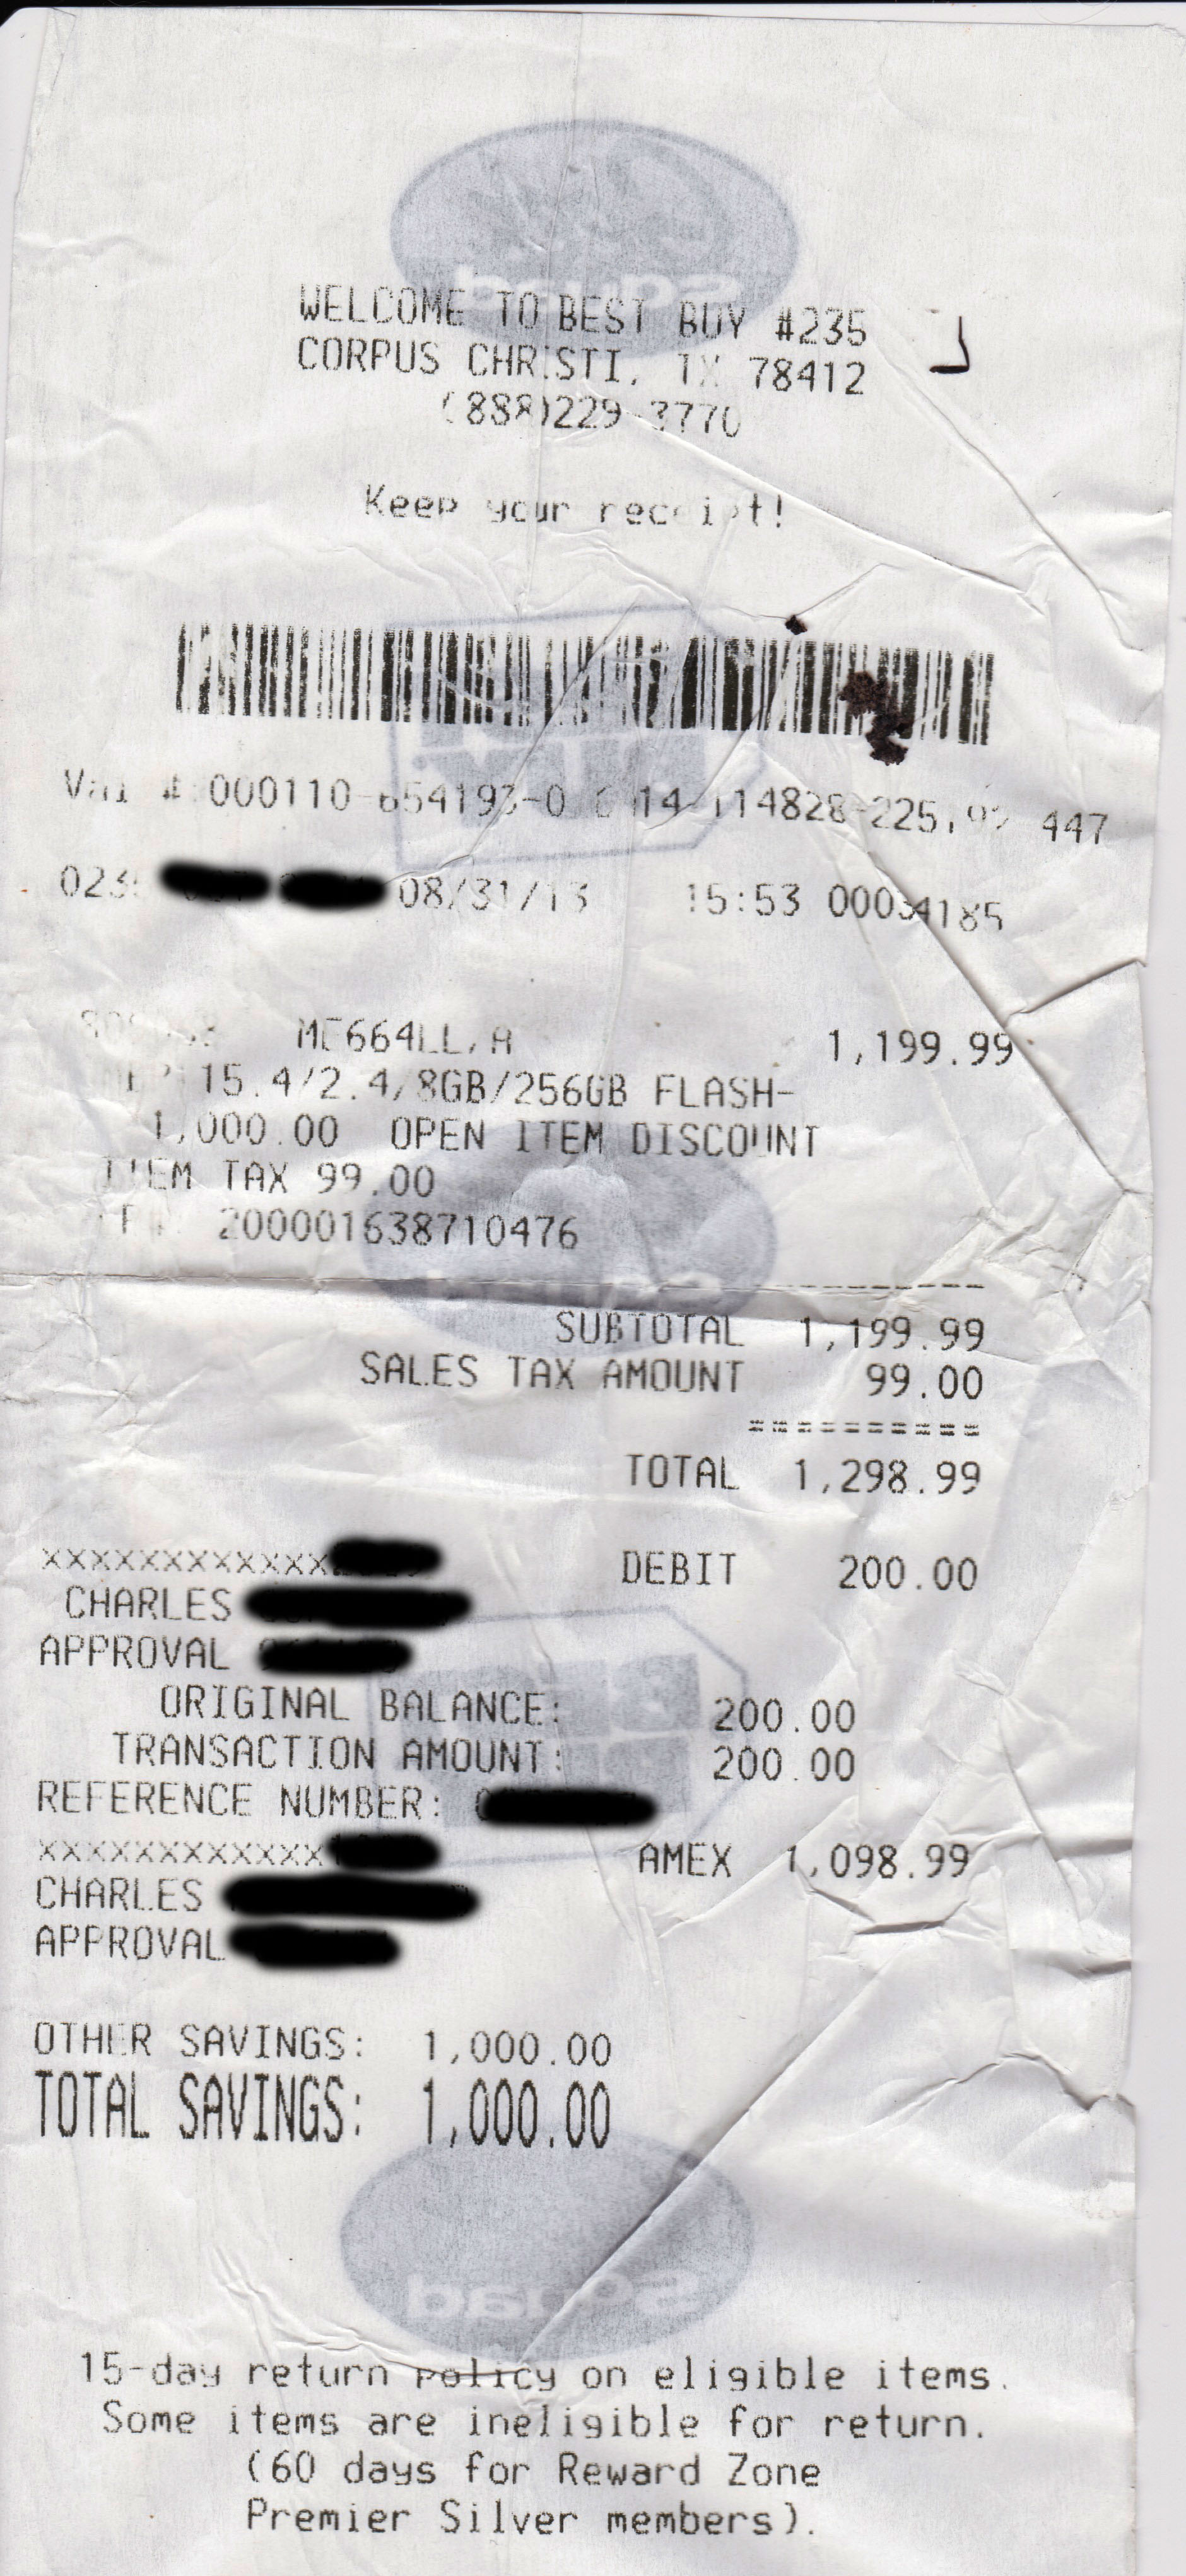 WELCOME TO BEST BUY #235
CORPUS CHRISTI, TX 78412
(888)229-3770
Keep your receipt!
Val #:
447
08/31/13 15:53
1,199.99
15.4/2.4/8GB/256GB FLASH-
1,000.00 OPEN ITEM DISCOUNT
ITEM TAX 99.00
200001638710476
----------
SUBTOTAL 1,199.99
SALES TAX AMOUNT 99.00
==========
TOTAL 1,298.99
XXXXXXXXXXXX DEBIT 200.00
CHARLES
APPROVAL
ORIGINAL BALANCE: 200.00
TRANSACTION AMOUNT: 200.00
REFERENCE NUMBER:
XXXXXXXXXXXX AMEX 1,098.99
CHARLES
APPROVAL
OTHER SAVINGS: 1,000.00
TOTAL SAVINGS: 1,000.00
15-day return policy on eligible items.
Some items are ineligible for return.
(60 days for Reward Zone
Premier Silver members).